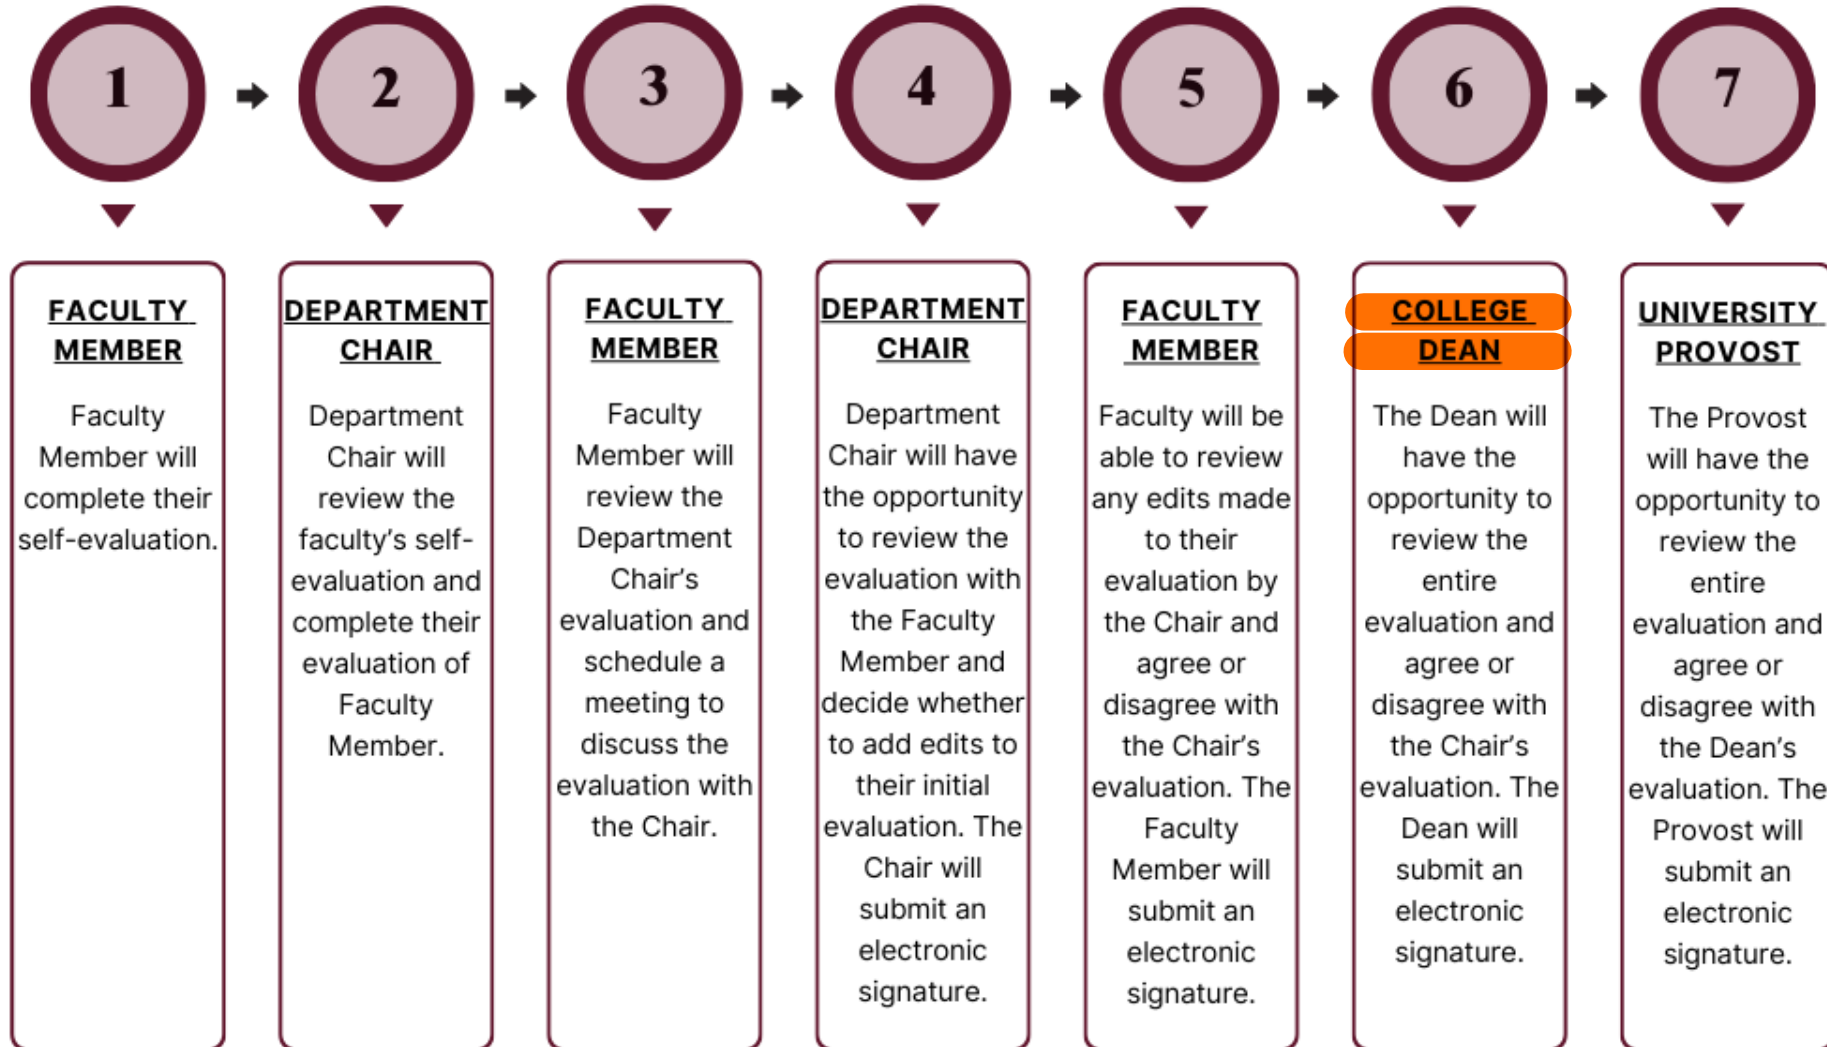 1
2
3
4
5
6
7
FACULTY
MEMBER
Faculty
Member will
complete their
self-evaluation.
DEPARTMENT
CHAIR
Department
Chair will
review the
faculty's self-
evaluation and
complete their
evaluation of
Faculty
Member.
FACULTY
MEMBER
Faculty
Member will
review the
Department
Chair's
evaluation and
schedule a
meeting to
discuss the
evaluation with
the Chair.
DEPARTMENT
CHAIR
Department
Chair will have
the opportunity
to review the
evaluation with
the Faculty
Member and
decide whether
to add edits to
their initial
evaluation. The
Chair will
submit an
electronic
signature.
FACULTY
MEMBER
Faculty will be
able to review
any edits made
to their
evaluation by
the Chair and
agree or
disagree with
the Chair's
evaluation. The
Faculty
Member will
submit an
electronic
signature.
COLLEGE
DEAN
The Dean will
have the
opportunity to
review the
entire
evaluation and
agree or
disagree with
the Chair's
evaluation. The
Dean will
submit an
electronic
signature.
UNIVERSITY
PROVOST
The Provost
will have the
opportunity to
review the
entire
evaluation and
agree or
disagree with
the Dean's
evaluation. The
Provost will
submit an
electronic
signature.